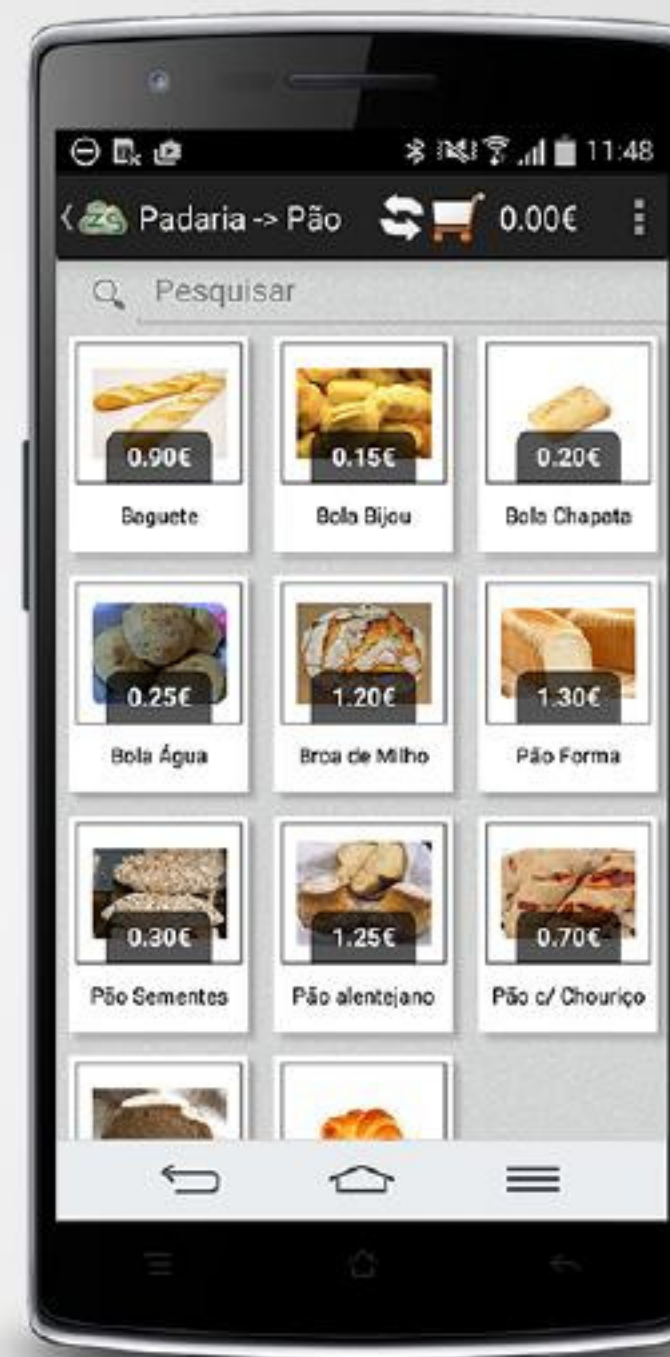 11:48
ZS Padaria -> Pão 0.00€
Pesquisar
0.90€ 0.15€ 0.20€
Baguete Bola Bijou Bola Chapata
0.25€ 1.20€ 1.30€
Bola Água Broa de Milho Pão Forma
0.30€ 1.25€ 0.70€
Pão Sementes Pão alentejano Pão c/ Chouriço